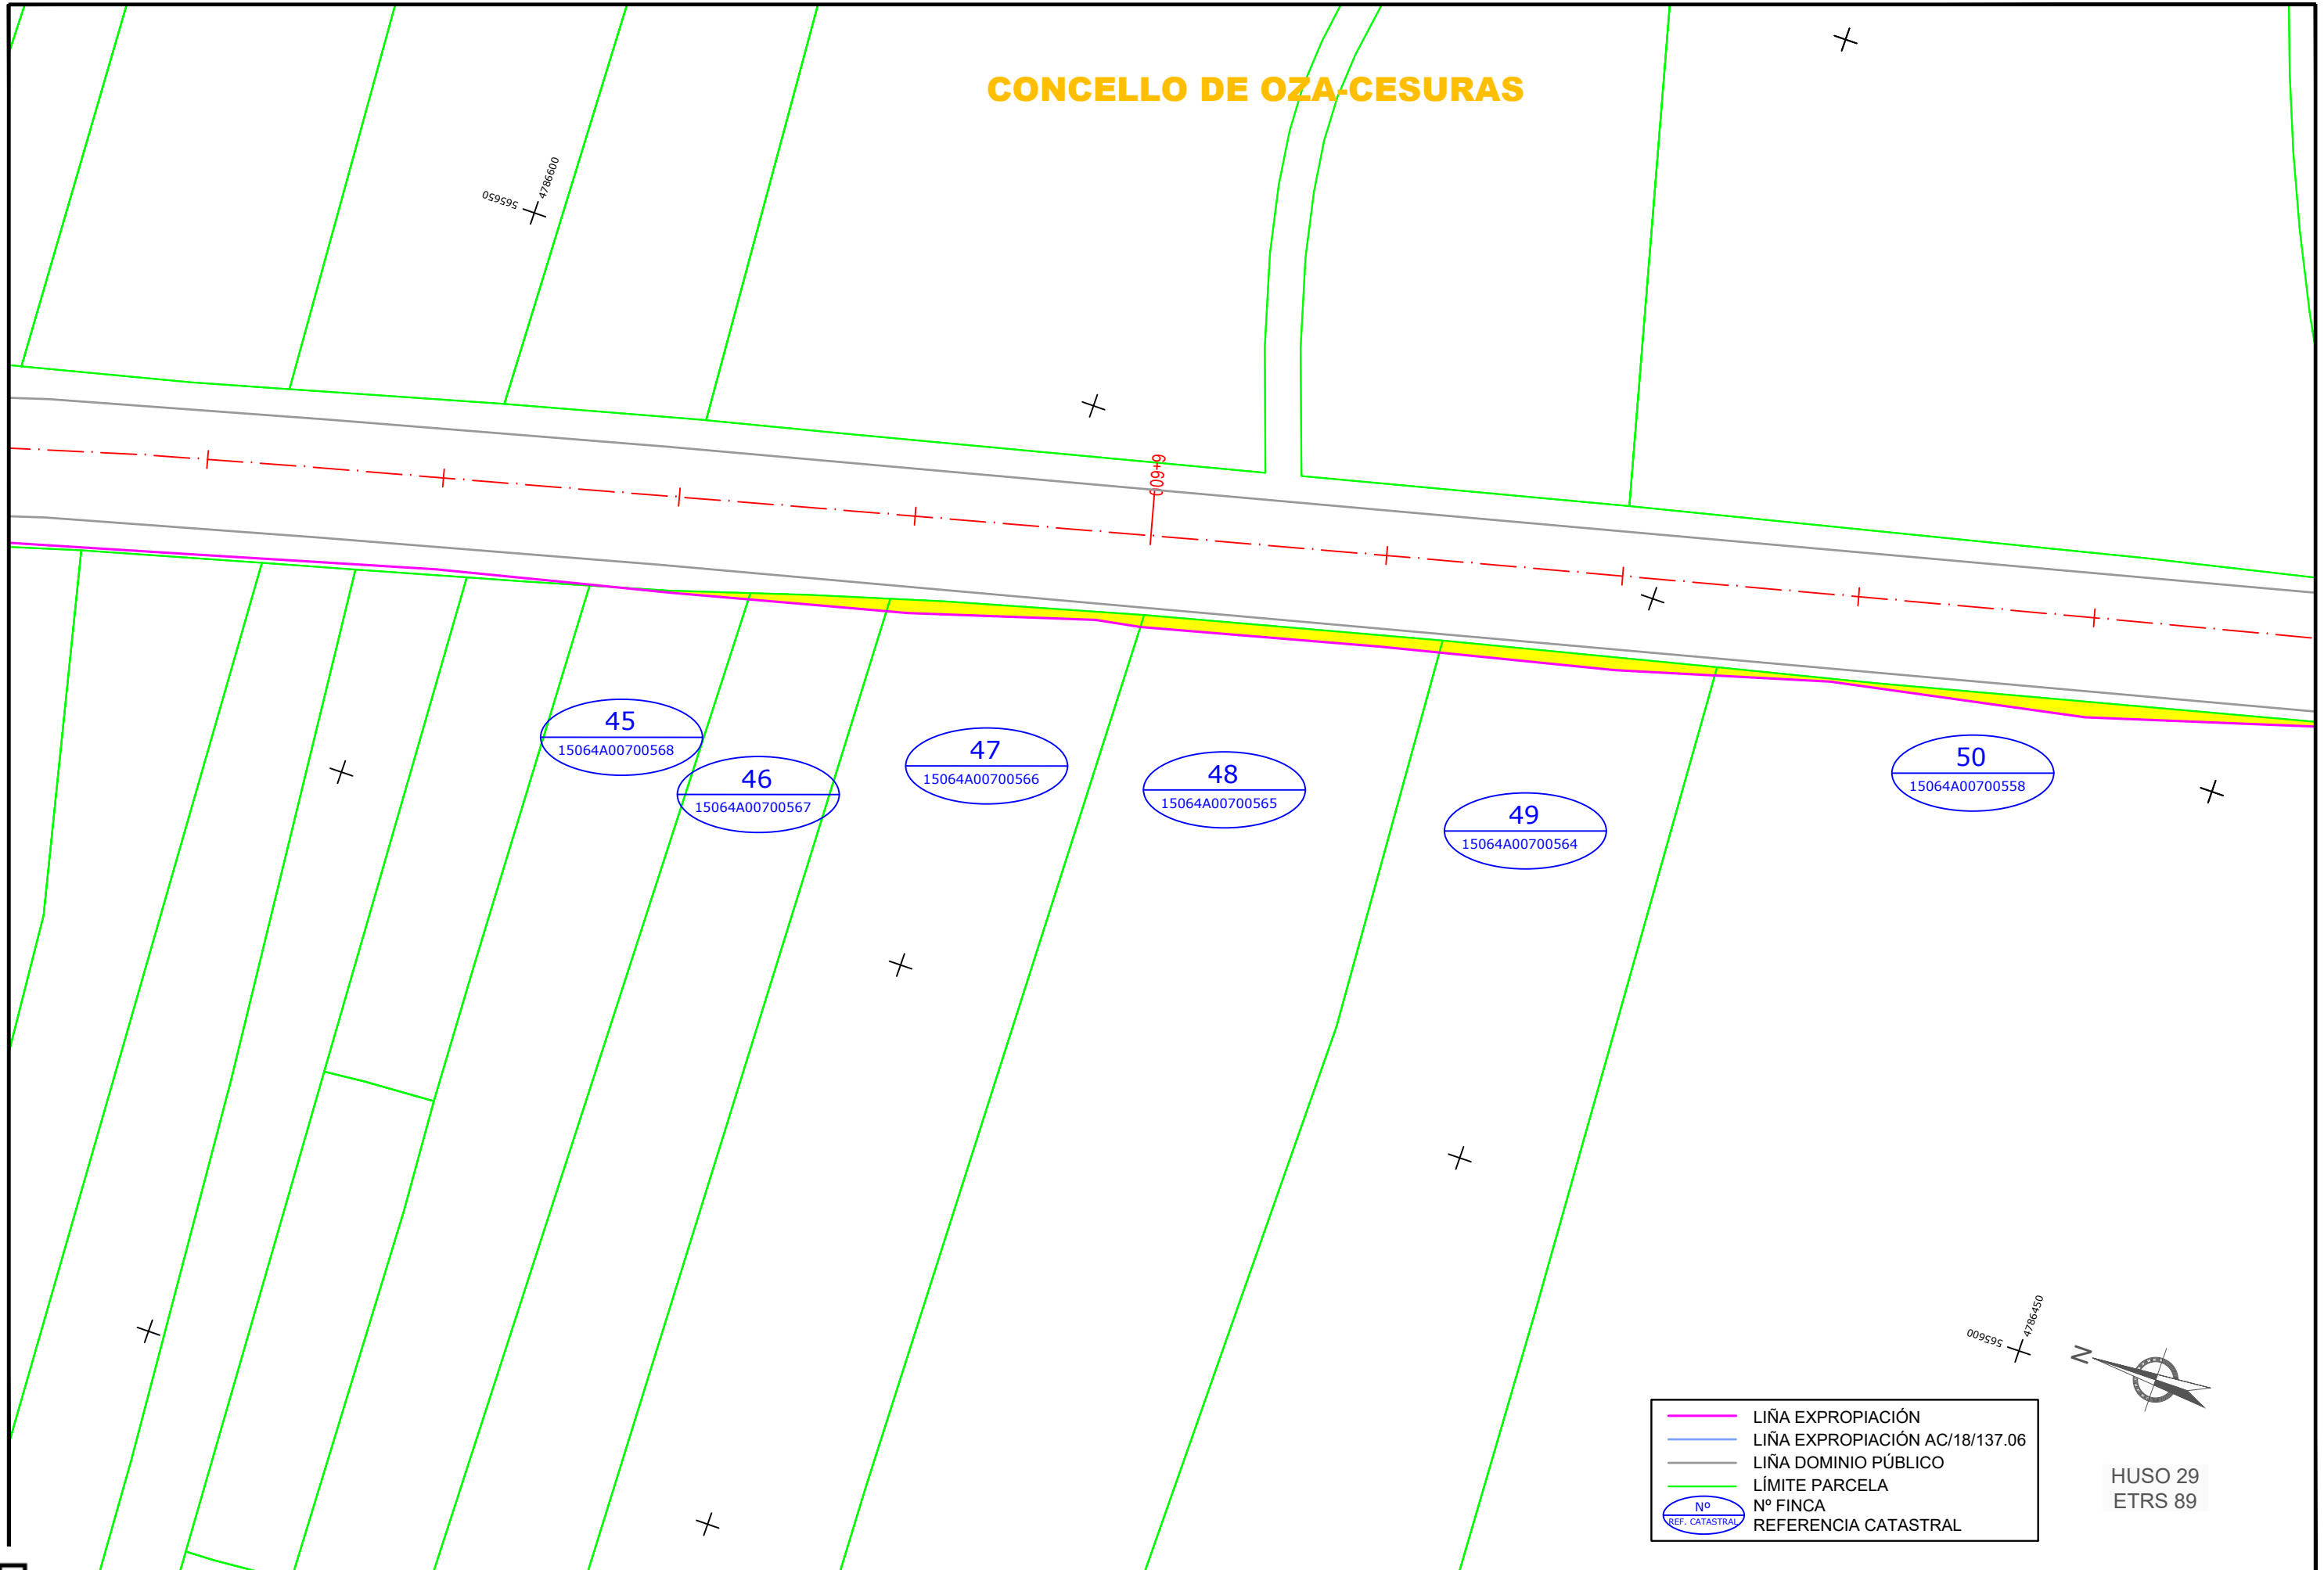 CONCELLO DE OZA-CESURAS
565650
4786600
6+600
45
15064A00700568
46
15064A00700567
47
15064A00700566
48
15064A00700565
49
15064A00700564
50
15064A00700558
565600
4786450
N
LIÑA EXPROPIACIÓN
LIÑA EXPROPIACIÓN AC/18/137.06
LIÑA DOMINIO PÚBLICO
LÍMITE PARCELA
Nº
Nº FINCA
REF. CATASTRAL
REFERENCIA CATASTRAL
HUSO 29
ETRS 89